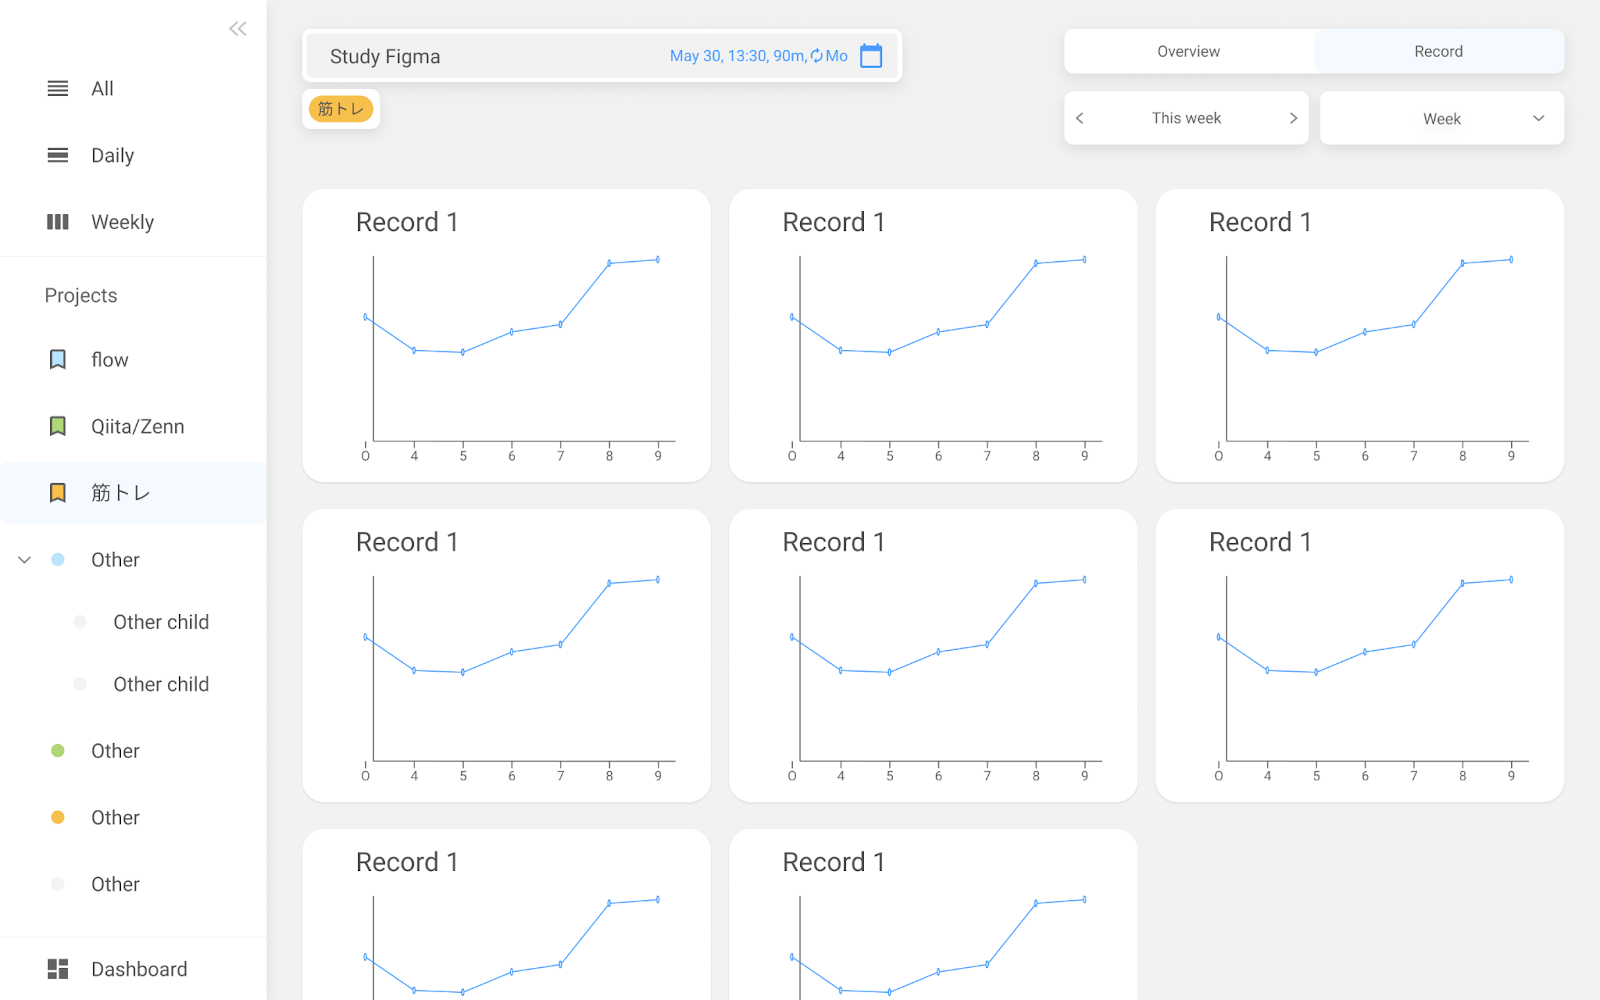 All
Daily
Weekly
Projects
flow
Qiita/Zenn
筋トレ
Other
Other child
Other child
Other
Other
Other
Dashboard
Study Figma
May 30, 13:30, 90m, Mo
筋トレ
Overview
Record
< This week >
Week
Record 1
0 4 5 6 7 8 9
Record 1
0 4 5 6 7 8 9
Record 1
0 4 5 6 7 8 9
Record 1
0 4 5 6 7 8 9
Record 1
0 4 5 6 7 8 9
Record 1
0 4 5 6 7 8 9
Record 1
Record 1